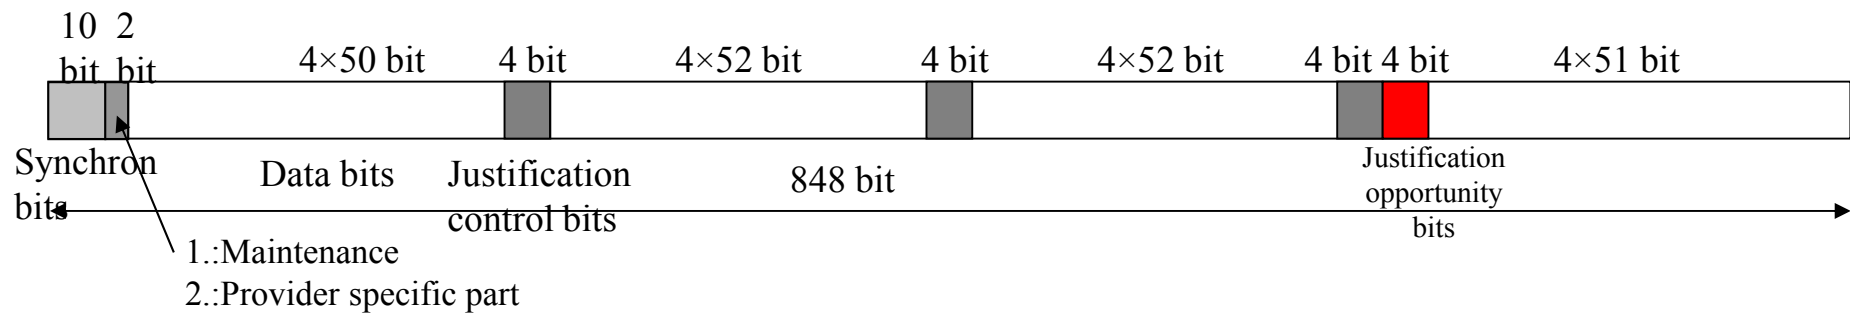 10 2
bit bit
4×50 bit 4 bit 4×52 bit 4 bit 4×52 bit 4 bit 4 bit 4×51 bit
Synchron
bits
Data bits
Justification
control bits
848 bit
Justification
opportunity
bits
1.:Maintenance
2.:Provider specific part